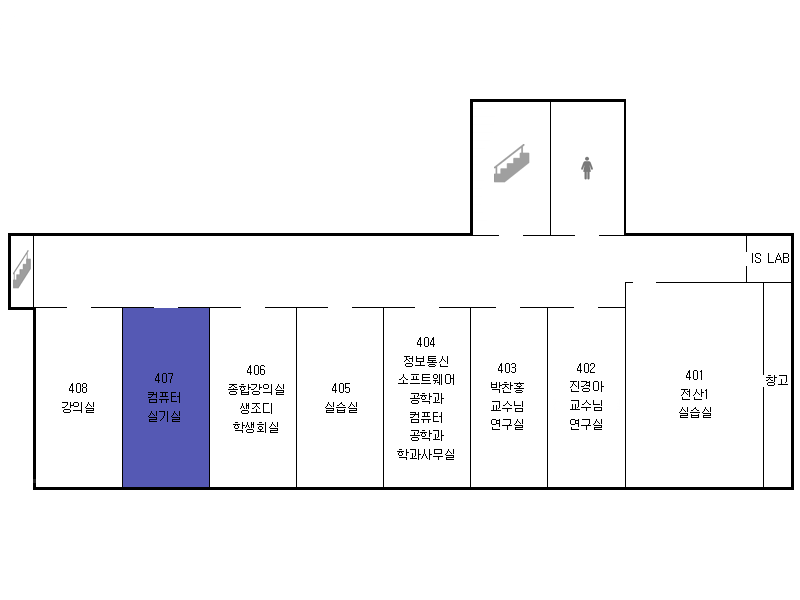 IS LAB
408
강의실
407
컴퓨터
실기실
406
종합강의실
생조디
학생회실
405
실습실
404
정보통신
소프트웨어
공학과
컴퓨터
공학과
학과사무실
403
박찬홍
교수님
연구실
402
진경아
교수님
연구실
401
전산1
실습실
창고